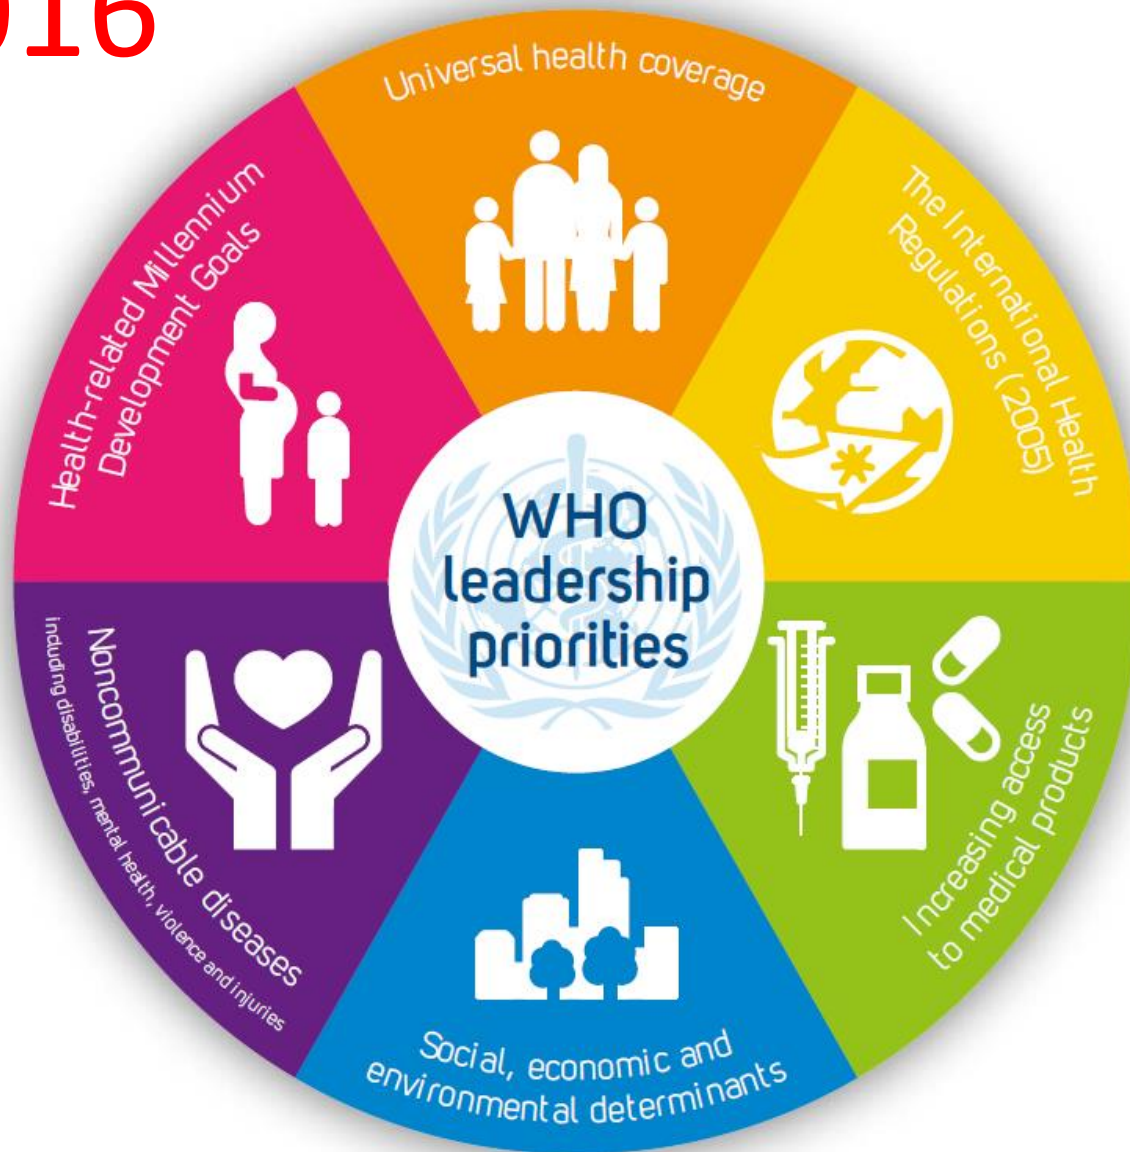 016
Universal health coverage
The International Health
Regulations (2005)
Increasing access
to medical products
Social, economic and
environmental determinants
Noncommunicable diseases
including disabilities, mental health, violence and injuries
Health-related Millennium
Development Goals
WHO
leadership
priorities